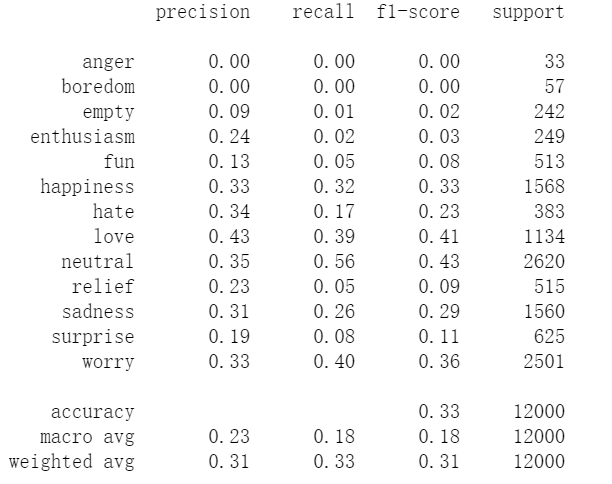 precision recall f1-score support
anger 0.00 0.00 0.00 33
boredom 0.00 0.00 0.00 57
empty 0.09 0.01 0.02 242
enthusiasm 0.24 0.02 0.03 249
fun 0.13 0.05 0.08 513
happiness 0.33 0.32 0.33 1568
hate 0.34 0.17 0.23 383
love 0.43 0.39 0.41 1134
neutral 0.35 0.56 0.43 2620
relief 0.23 0.05 0.09 515
sadness 0.31 0.26 0.29 1560
surprise 0.19 0.08 0.11 625
worry 0.33 0.40 0.36 2501
accuracy 0.33 12000
macro avg 0.23 0.18 0.18 12000
weighted avg 0.31 0.33 0.31 12000